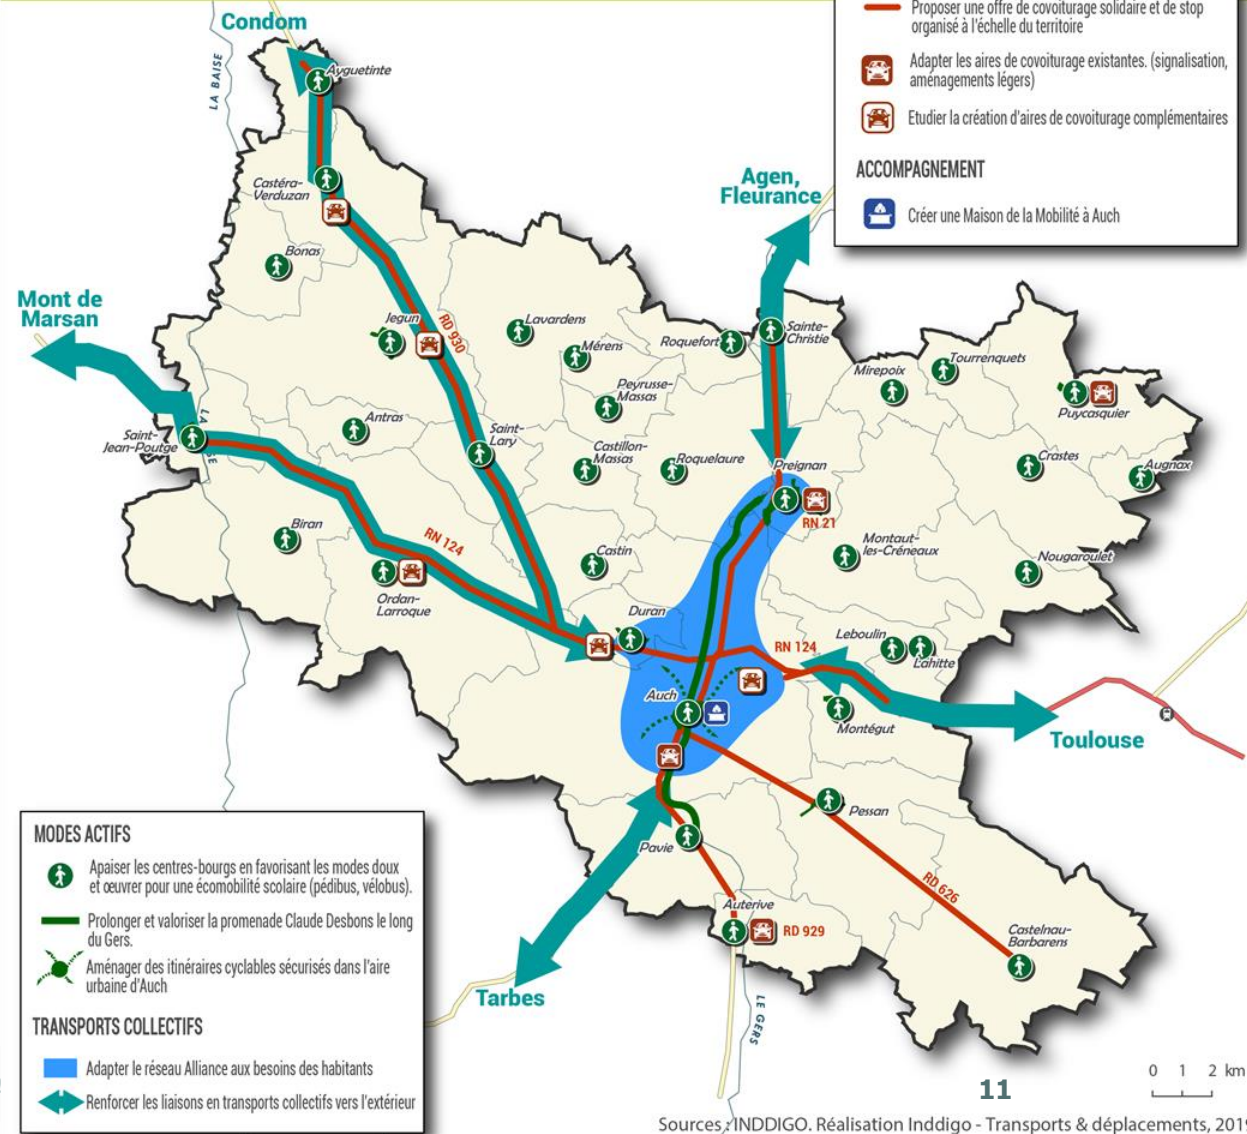 Condom
Proposer une offre de covoiturage solidaire et de stop
organisé à l'échelle du territoire
Adapter les aires de covoiturage existantes. (signalisation,
aménagements légers)
Etudier la création d'aires de covoiturage complémentaires
ACCOMPAGNEMENT
Créer une Maison de la Mobilité à Auch
LA BAISE
Ayguetinte
Castéra-
Verduzan
Agen,
Fleurance
Bonas
Mont de
Marsan
Jegun
RD 930
Lavardens
Mérens
Roquefort
Sainte-
Christie
Mirepoix
Tourrenquets
Peyrusse-
Massas
Puycasquier
Antras
Saint-
Jean-Poutge
LA
SE
Saint-
Lary
Castillon-
Massas
Roquelaure
Preignan
Crastes
Augnax
RN 21
Biran
RN 124
Castin
Montaut-
les-Créneaux
Nougaroulet
Ordan-
Larroque
Duran
RN 124
Leboulin
Lahitte
Auch
Montégut
Toulouse
Pessan
Pavie
RD 626
Auterive
RD 929
Castelnau-
Barbarens
Tarbes
LE GERS
MODES ACTIFS
Apaiser les centres-bourgs en favorisant les modes doux
et œuvrer pour une écomobilité scolaire (pédibus, vélobus).
Prolonger et valoriser la promenade Claude Desbons le long
du Gers.
Aménager des itinéraires cyclables sécurisés dans l'aire
urbaine d'Auch
TRANSPORTS COLLECTIFS
Adapter le réseau Alliance aux besoins des habitants
Renforcer les liaisons en transports collectifs vers l'extérieur
0 1 2 km
11
Sources : INDDIGO. Réalisation Inddigo - Transports & déplacements, 201